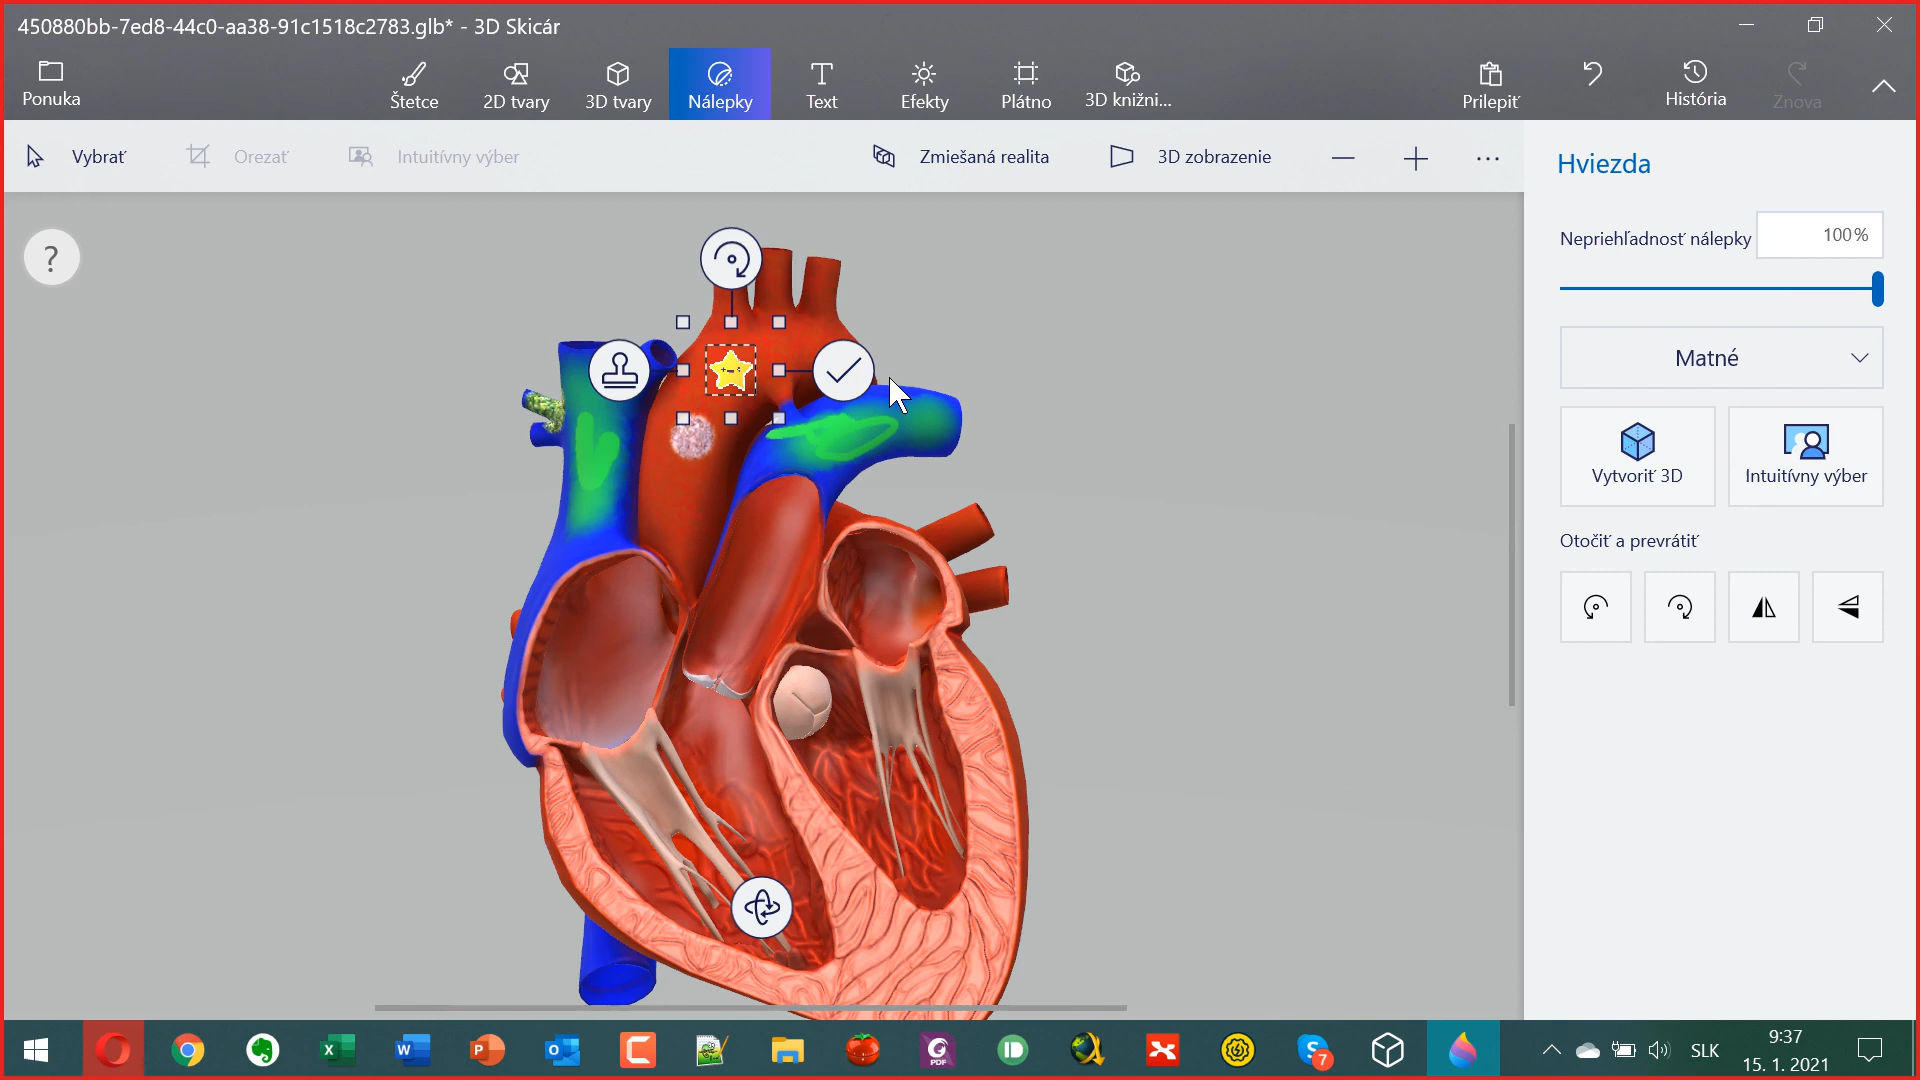 450880bb-7ed8-44c0-aa38-91c1518c2783.glb* - 3D Skicár
Ponuka
Štetce
2D tvary
3D tvary
Nálepky
Text
Efekty
Plátno
3D knižni...
Prilepiť
História
Znova
Vybrať
Orezať
Intuitívny výber
Zmiešaná realita
3D zobrazenie
Hviezda
?
Nepriehľadnosť nálepky
100%
Matné
Vytvoriť 3D
Intuitívny výber
Otočiť a prevrátiť
X
W
P
O
C
PDF
S
7
SLK
9:37
15. 1. 2021